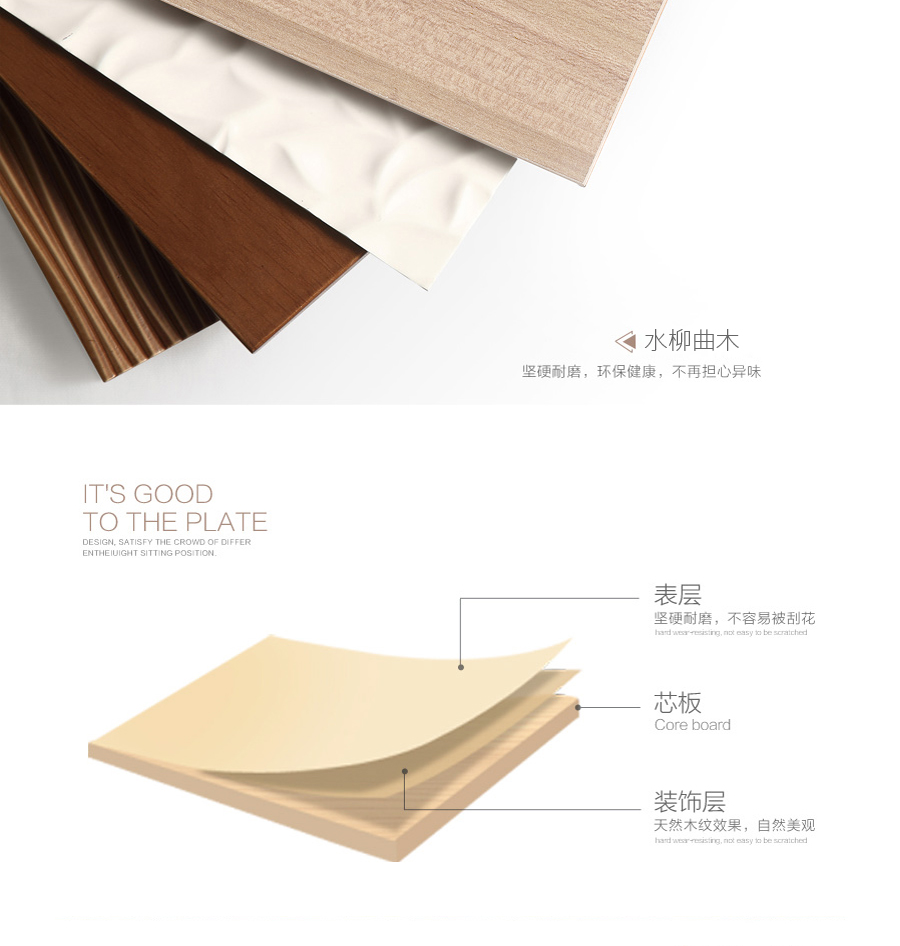 水柳曲木
坚硬耐磨，环保健康，不再担心异味
IT'S GOOD
TO THE PLATE
DESIGN, SATISFY THE CROWD OF DIFFER
ENTHEIUIGHT SITTING POSITION.
表层
坚硬耐磨，不容易被刮花
hard wear-resisting, not easy to be scratched
芯板
Core board
装饰层
天然木纹效果，自然美观
hard wear-resisting, not easy to be scratched